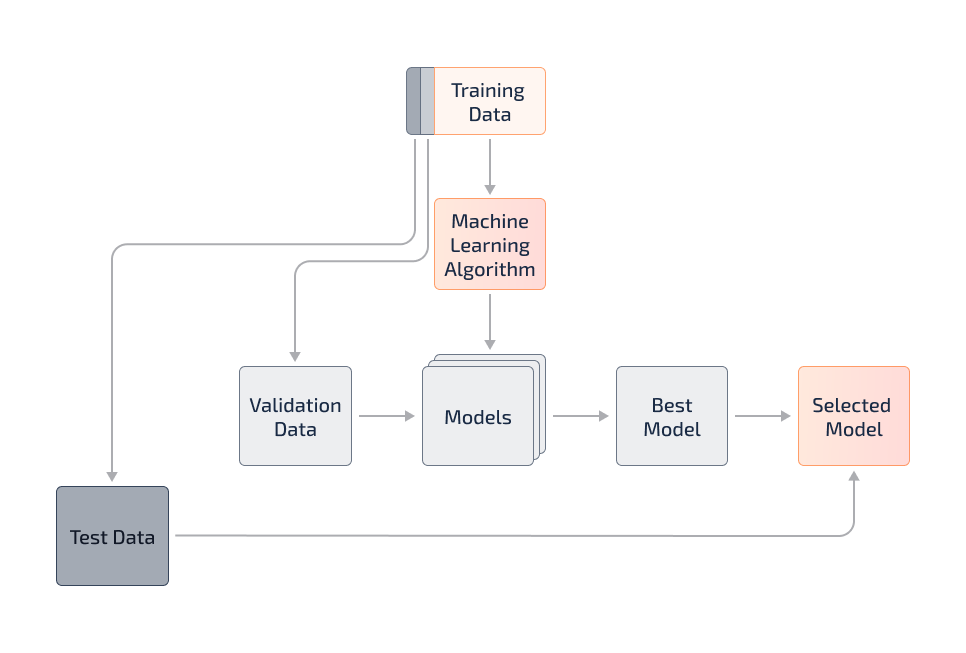 Training
Data
Machine
Learning
Algorithm
Validation
Data
Models
Best
Model
Selected
Model
Test Data